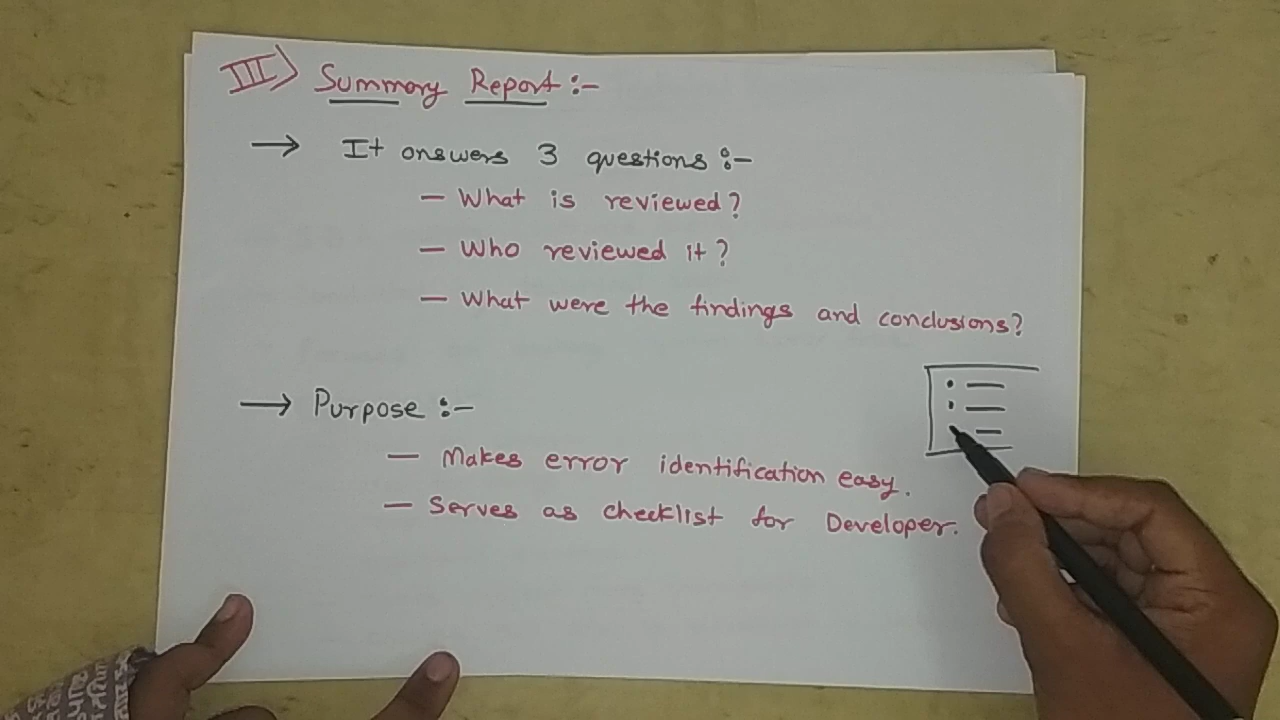 III) Summary Report :-
→ It answers 3 questions :-
- What is reviewed?
- Who reviewed it?
- What were the findings and conclusions?
→ Purpose :-
- Makes error identification easy.
- Serves as checklist for Developer.